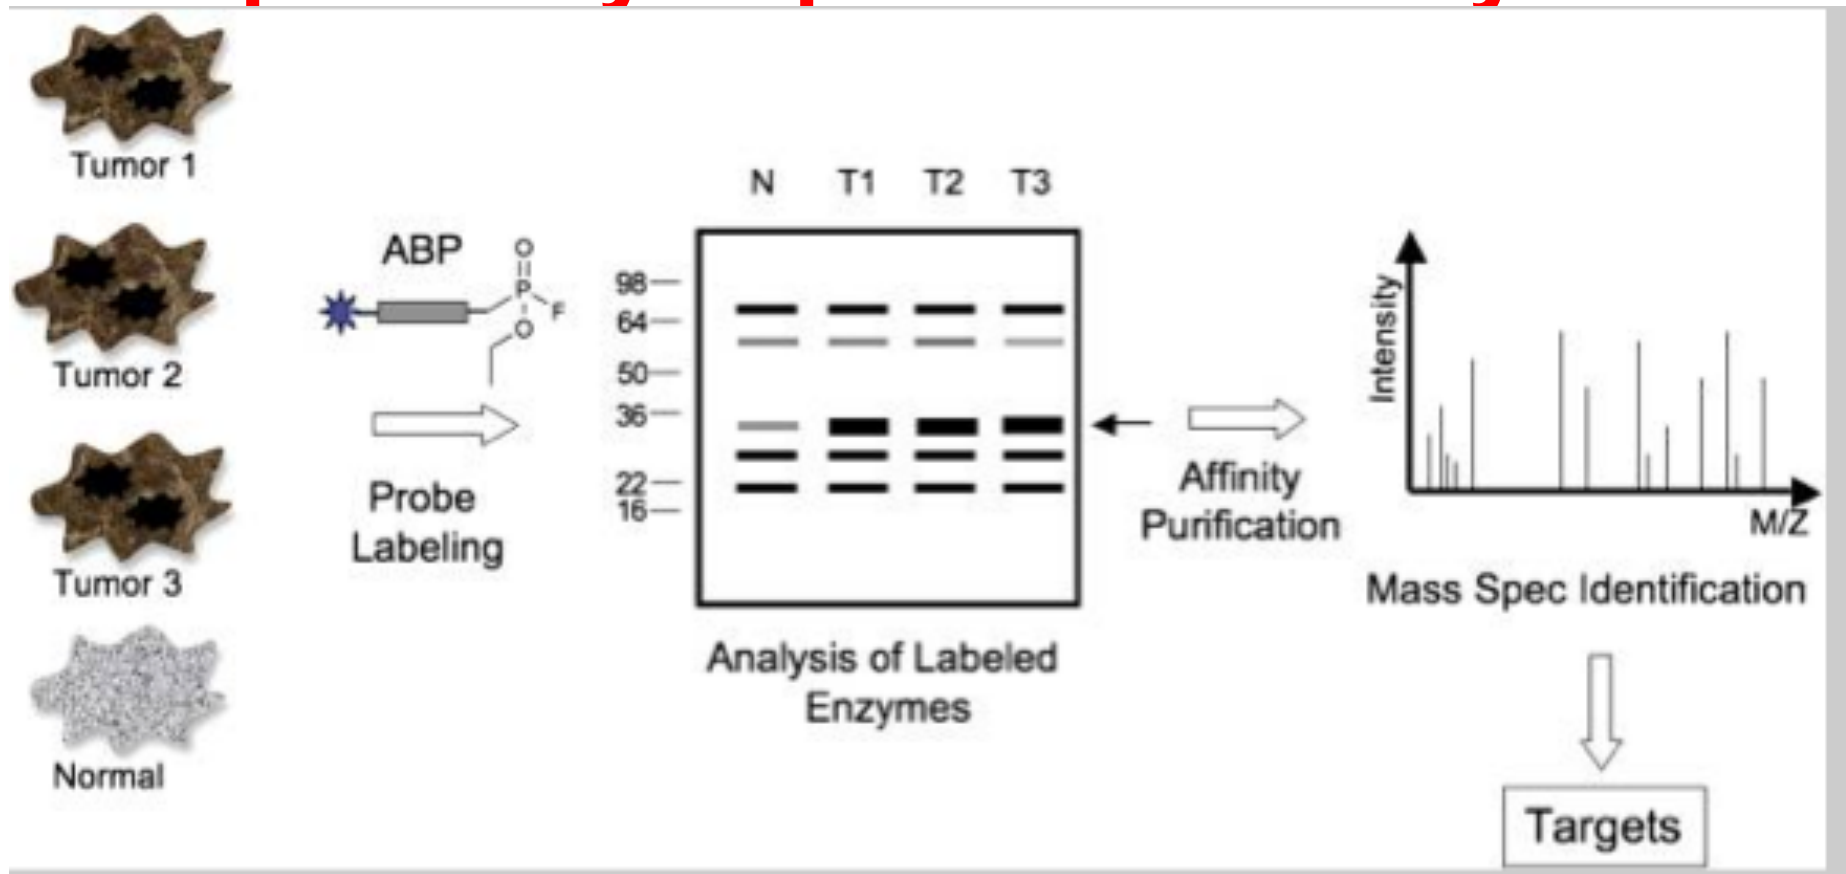 Tumor 1
Tumor 2
Tumor 3
Normal
ABP
O
P
F
O
Probe
Labeling
N T1 T2 T3
98
64
50
36
22
16
Analysis of Labeled
Enzymes
Affinity
Purification
Intensity
M/Z
Mass Spec Identification
Targets